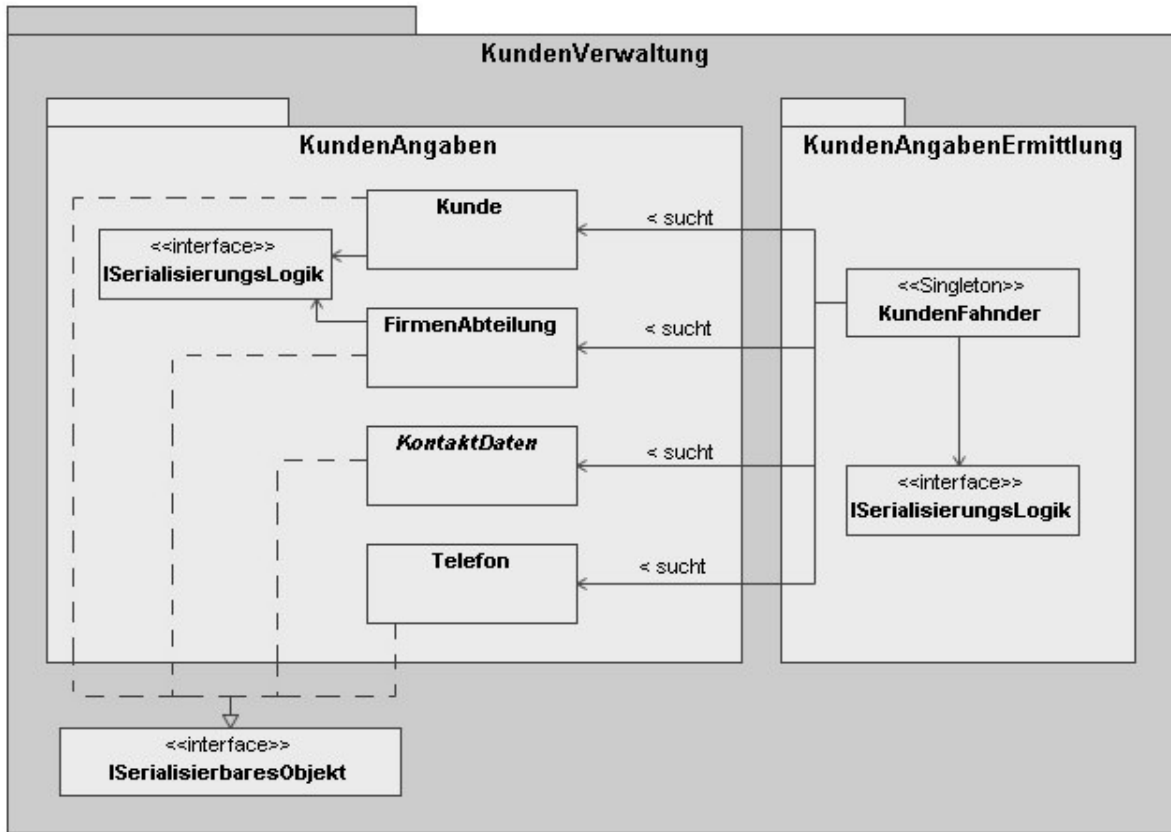 KundenVerwaltung
KundenAngaben
KundenAngabenErmittlung
Kunde
< sucht
<<interface>>
ISerialisierungsLogik
<<Singleton>>
KundenFahnder
FirmenAbteilung
< sucht
KontaktDaten
< sucht
<<interface>>
ISerialisierungsLogik
Telefon
< sucht
<<interface>>
ISerialisierbaresObjekt